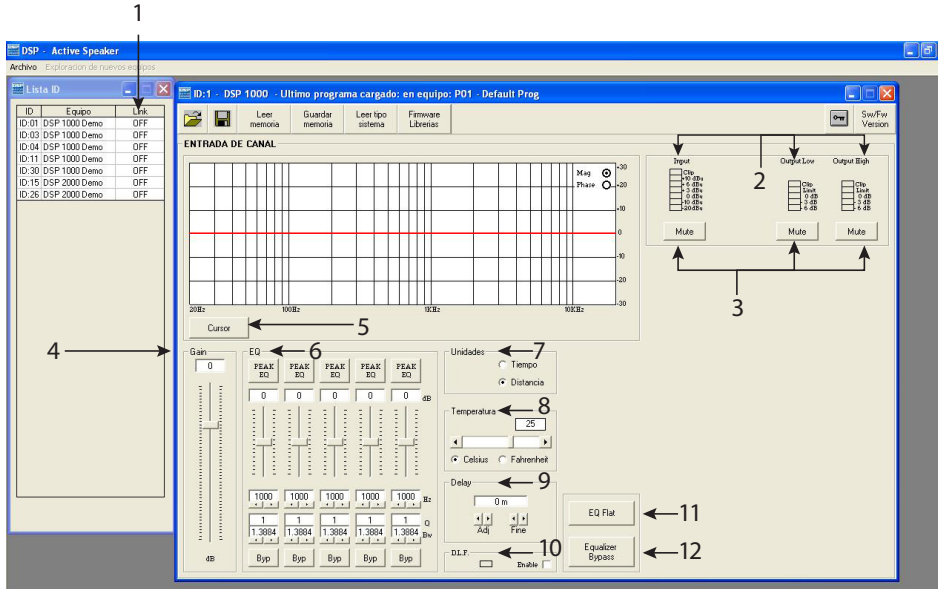 1
DSP - Active Speaker
Archivo Exploracion de nuevos equipos
Lista ID
ID Equipo Link
ID:01 DSP 1000 Demo OFF
ID:03 DSP 1000 Demo OFF
ID:04 DSP 1000 Demo OFF
ID:11 DSP 1000 Demo OFF
ID:30 DSP 1000 Demo OFF
ID:15 DSP 2000 Demo OFF
ID:26 DSP 2000 Demo OFF
ID:1 - DSP 1000 - Ultimo programa cargado: en equipo: P01 - Default Prog
Leer memoria
Guardar memoria
Leer tipo sistema
Firmware Librerias
Sw/Fw Version
ENTRADA DE CANAL
Mag
Phase
+30
+20
+10
0
-10
-20
-30
20Hz 100Hz 1KHz 10KHz
Cursor
5
Input
Clip
+10 dBu
+ 6 dBu
+ 3 dBu
0 dBu
-10 dBu
-20dBu
Mute
2
Output Low
Clip
Limit
0 dB
- 3 dB
- 6 dB
Mute
Output High
Clip
Limit
0 dB
- 3 dB
- 6 dB
Mute
3
4
Gain
0
dB
EQ
6
PEAK EQ PEAK EQ PEAK EQ PEAK EQ PEAK EQ
0 0 0 0 0 dB
1000 1000 1000 1000 1000 Hz
1 1 1 1 1 Q
1.3884 1.3884 1.3884 1.3884 1.3884 Bw
Byp Byp Byp Byp Byp
Unidades
7
Tiempo
Distancia
Temperatura
8
25
Celsius Fahrenheit
Delay
9
0 m
Adj Fine
D.L.F.
10
Enable
EQ Flat
11
Equalizer Bypass
12